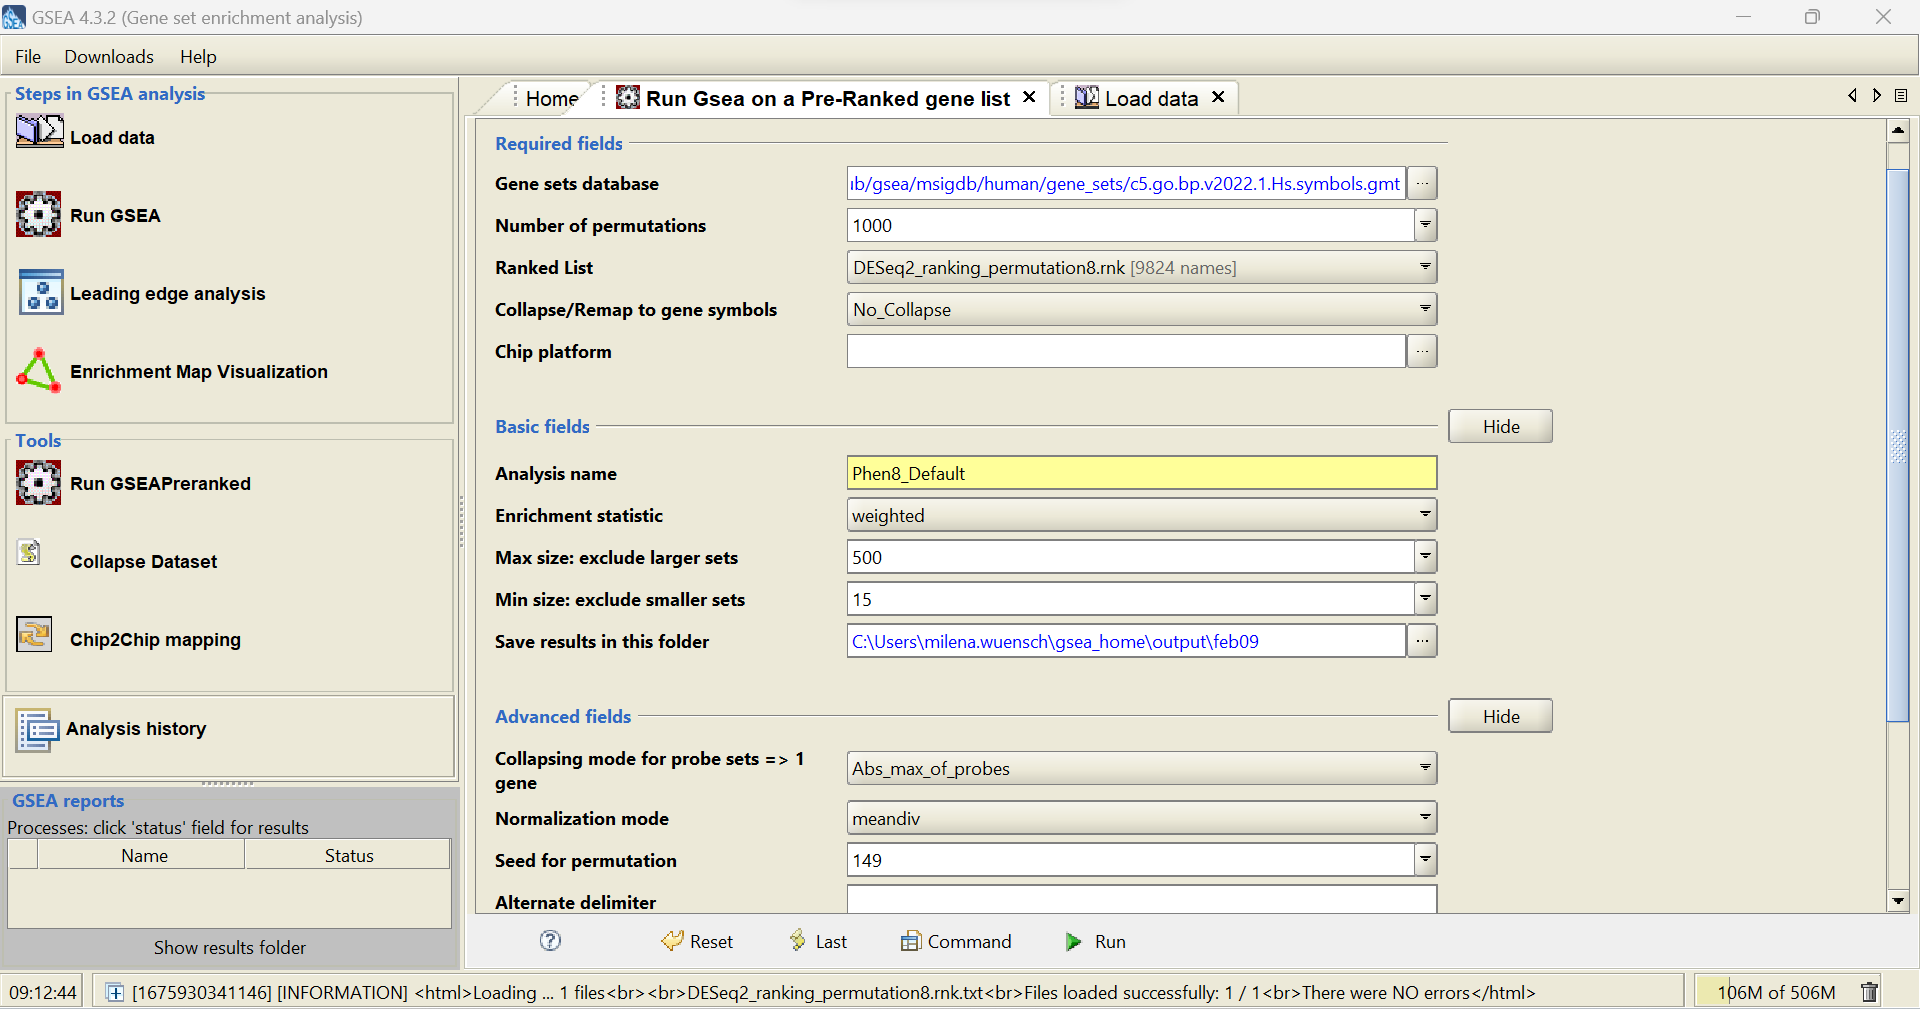 GSEA 4.3.2 (Gene set enrichment analysis)
File Downloads Help
Steps in GSEA analysis
Load data
Run GSEA
Leading edge analysis
Enrichment Map Visualization
Tools
Run GSEAPreranked
Collapse Dataset
Chip2Chip mapping
Analysis history
GSEA reports
Processes: click 'status' field for results
Name Status
Show results folder
Home Run Gsea on a Pre-Ranked gene list Load data
Required fields
Gene sets database ub/gsea/msigdb/human/gene_sets/c5.go.bp.v2022.1.Hs.symbols.gmt ...
Number of permutations 1000
Ranked List DESeq2_ranking_permutation8.rnk [9824 names]
Collapse/Remap to gene symbols No_Collapse
Chip platform ...
Basic fields Hide
Analysis name Phen8_Default
Enrichment statistic weighted
Max size: exclude larger sets 500
Min size: exclude smaller sets 15
Save results in this folder C:\Users\milena.wuensch\gsea_home\output\feb09 ...
Advanced fields Hide
Collapsing mode for probe sets => 1
gene Abs_max_of_probes
Normalization mode meandiv
Seed for permutation 149
Alternate delimiter
? Reset Last Command Run
09:12:44 [1675930341146] [INFORMATION] <html>Loading ... 1 files<br><br>DESeq2_ranking_permutation8.rnk.txt<br>Files loaded successfully: 1 / 1<br>There were NO errors</html> 106M of 506M